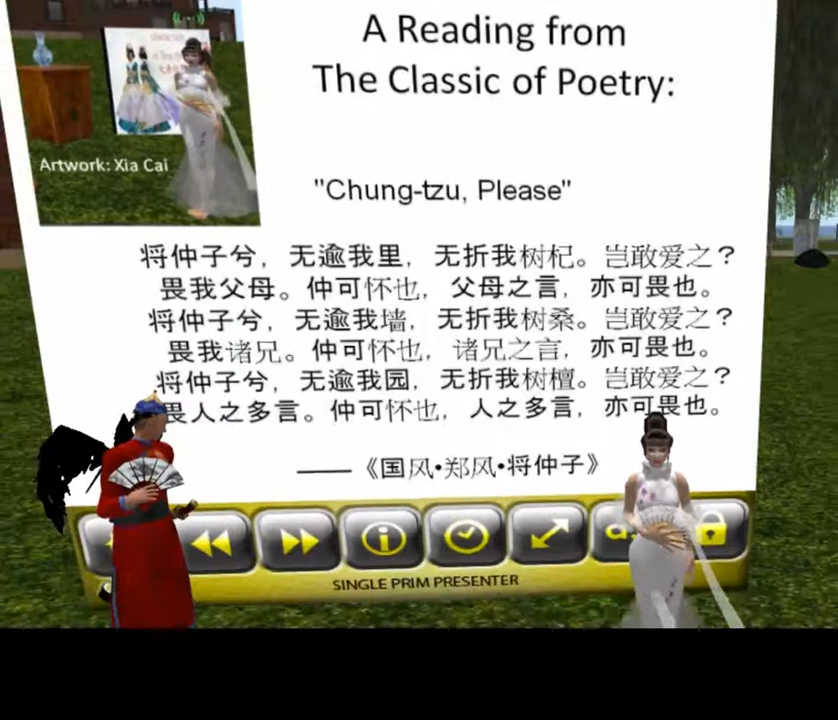 A Reading from
The Classic of Poetry:
Artwork: Xia Cai
"Chung-tzu, Please"
将仲子兮，无逾我里，无折我树杞。岂敢爱之？
畏我父母。仲可怀也，父母之言，亦可畏也。
将仲子兮，无逾我墙，无折我树桑。岂敢爱之？
畏我诸兄。仲可怀也，诸兄之言，亦可畏也。
将仲子兮，无逾我园，无折我树檀。岂敢爱之？
畏人之多言。仲可怀也，人之多言，亦可畏也。
——《国风•郑风•将仲子》
SINGLE PRIM PRESENTER